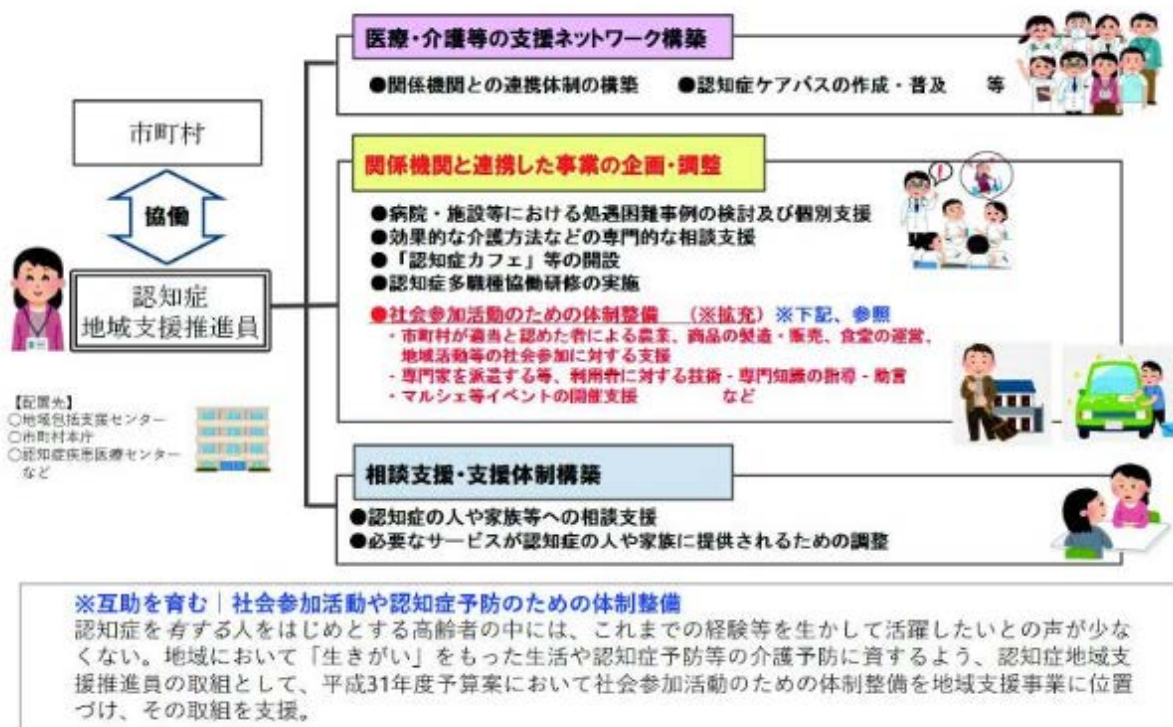 医療・介護等の支援ネットワーク構築
●関係機関との連携体制の構築　●認知症ケアパスの作成・普及　等
市町村
協働
認知症
地域支援推進員
【配置先】
○地域包括支援センター
○市町村本庁
○認知症疾患医療センター
など
関係機関と連携した事業の企画・調整
●病院・施設等における処遇困難事例の検討及び個別支援
●効果的な介護方法などの専門的な相談支援
●「認知症カフェ」等の開設
●認知症多職種協働研修の実施
●社会参加活動のための体制整備　（※拡充）※下記、参照
・市町村が適当と認めた者による農業、商品の製造・販売、食堂の運営、
地域活動等の社会参加に対する支援
・専門家を派遣する等、利用者に対する技術・専門知識の指導・助言
・マルシェ等イベントの開催支援　など
相談支援・支援体制構築
●認知症の人や家族等への相談支援
●必要なサービスが認知症の人や家族に提供されるための調整
※互助を育む｜社会参加活動や認知症予防のための体制整備
認知症を有する人をはじめとする高齢者の中には、これまでの経験等を生かして活躍したいとの声が少な
くない。地域において「生きがい」をもった生活や認知症予防等の介護予防に資するよう、認知症地域支
援推進員の取組として、平成31年度予算案において社会参加活動のための体制整備を地域支援事業に位置
づけ、その取組を支援。